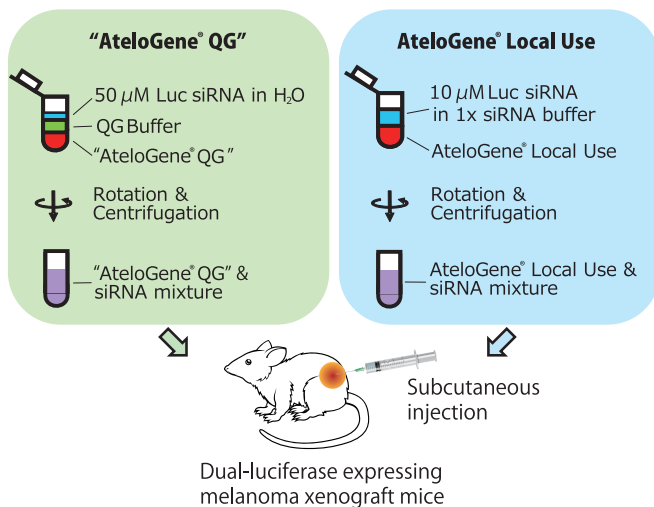 “AteloGene® QG”
50 μM Luc siRNA in H₂O
QG Buffer
“AteloGene® QG”
Rotation &
Centrifugation
“AteloGene® QG” &
siRNA mixture
AteloGene® Local Use
10 μM Luc siRNA
in 1x siRNA buffer
AteloGene® Local Use
Rotation &
Centrifugation
AteloGene® Local Use &
siRNA mixture
Subcutaneous
injection
Dual-luciferase expressing
melanoma xenograft mice